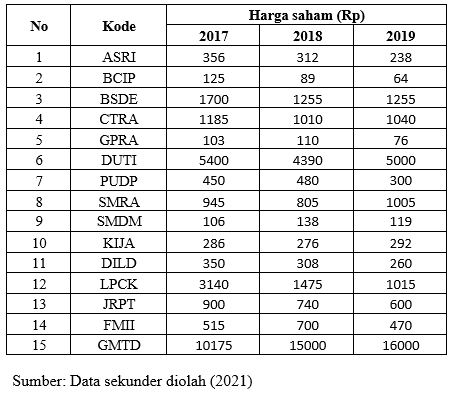 No Kode Harga saham (Rp)
2017 2018 2019
1 ASRI 356 312 238
2 BCIP 125 89 64
3 BSDE 1700 1255 1255
4 CTRA 1185 1010 1040
5 GPRA 103 110 76
6 DUTI 5400 4390 5000
7 PUDP 450 480 300
8 SMRA 945 805 1005
9 SMDM 106 138 119
10 KIJA 286 276 292
11 DILD 350 308 260
12 LPCK 3140 1475 1015
13 JRPT 900 740 600
14 FMII 515 700 470
15 GMTD 10175 15000 16000
Sumber: Data sekunder diolah (2021)